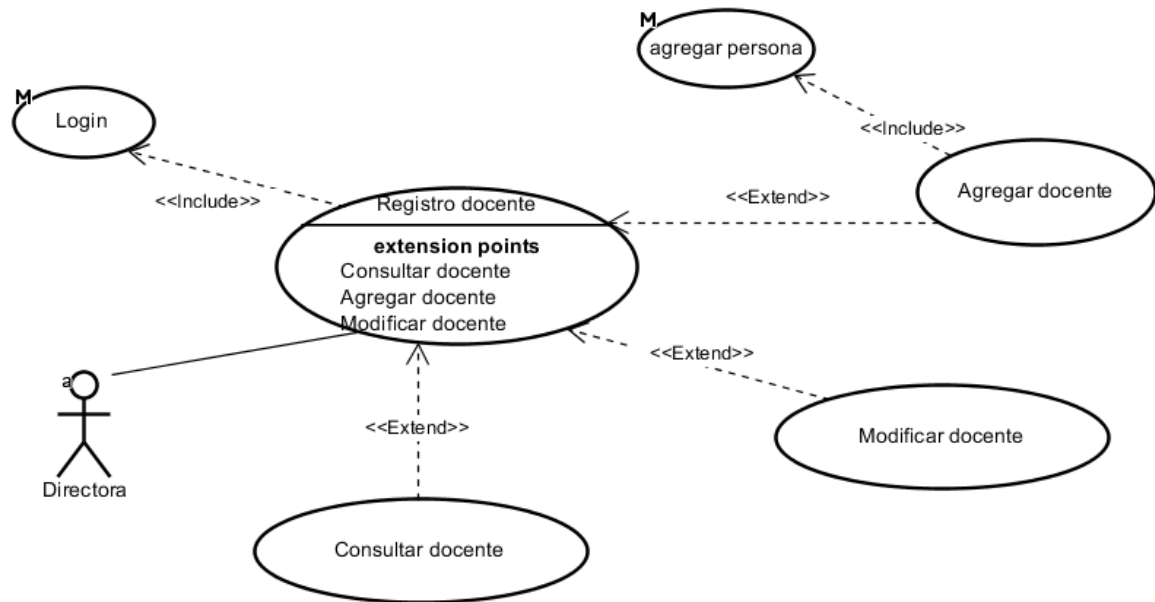 M
agregar persona
M
Login
<<Include>>
<<Include>>
Agregar docente
<<Extend>>
Registro docente
extension points
Consultar docente
Agregar docente
Modificar docente
<<Extend>>
a
Directora
<<Extend>>
Modificar docente
Consultar docente